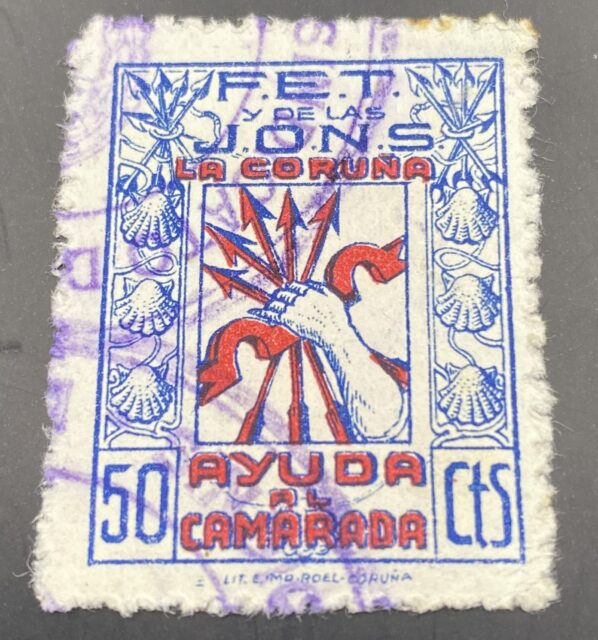 F.E.T.
Y DE LAS
J.O.N.S.
LA CORUÑA
AYUDA
AL
CAMARADA
50 CtS
LIT. E. IMP. ROEL-CORUÑA